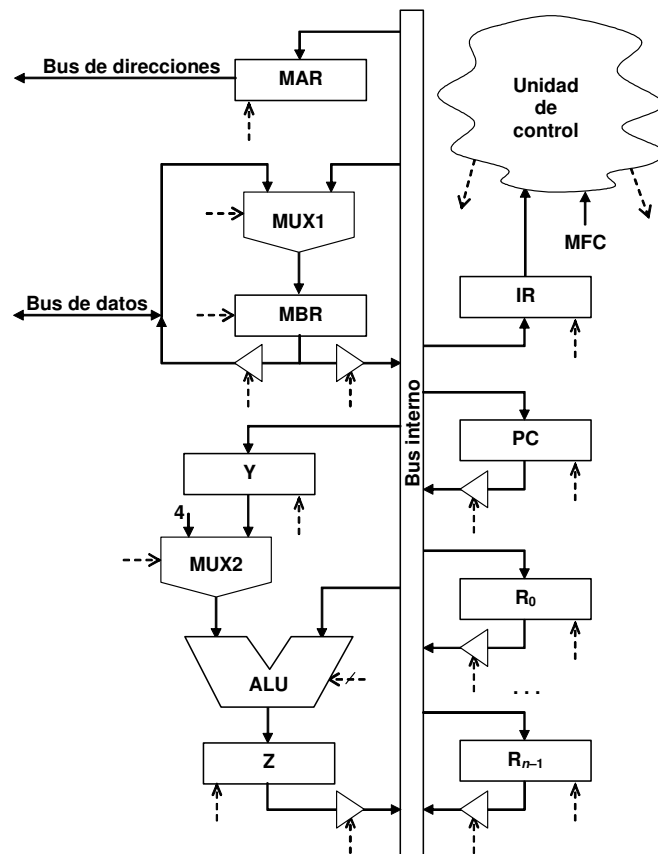 Bus de direcciones
MAR
Unidad
de
control
MUX1
MFC
Bus de datos
MBR
IR
Bus interno
PC
Y
4
MUX2
R0
ALU
. . .
Z
Rn–1